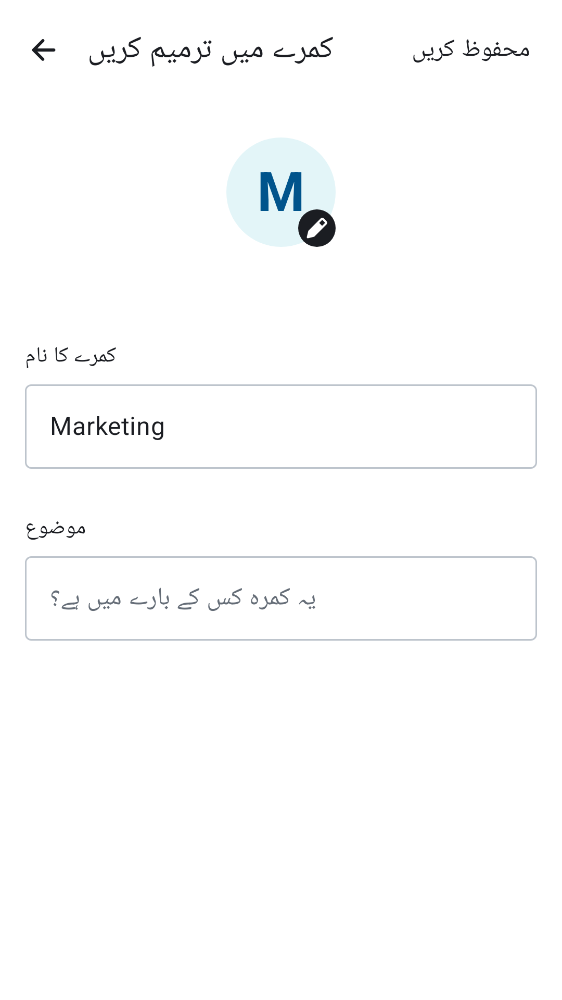 کمرے میں ترمیم کریں
محفوظ کریں
M
کمرے کا نام
Marketing
موضوع
یہ کمرہ کس کے بارے میں ہے؟